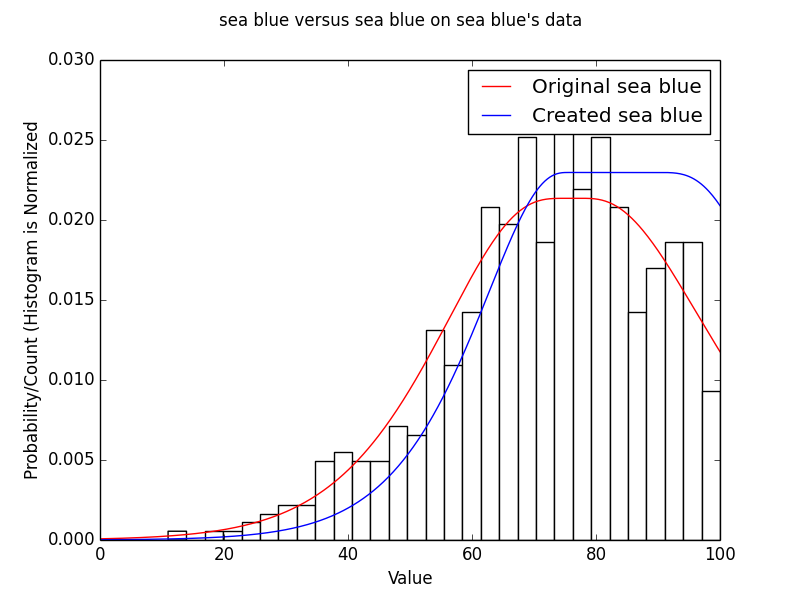 sea blue versus sea blue on sea blue's data
0.030
Original sea blue
Created sea blue
0.025
0.020
0.015
0.010
0.005
0.000
Probability/Count (Histogram is Normalized
0 20 40 60 80 100
Value